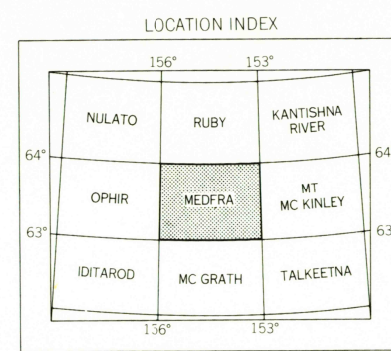 LOCATION INDEX
156° 153°
NULATO RUBY KANTISHNA
RIVER
64° 64
OPHIR MEDFRA MT
MC KINLEY
63° 63
IDITAROD MC GRATH TALKEETNA
156° 153°